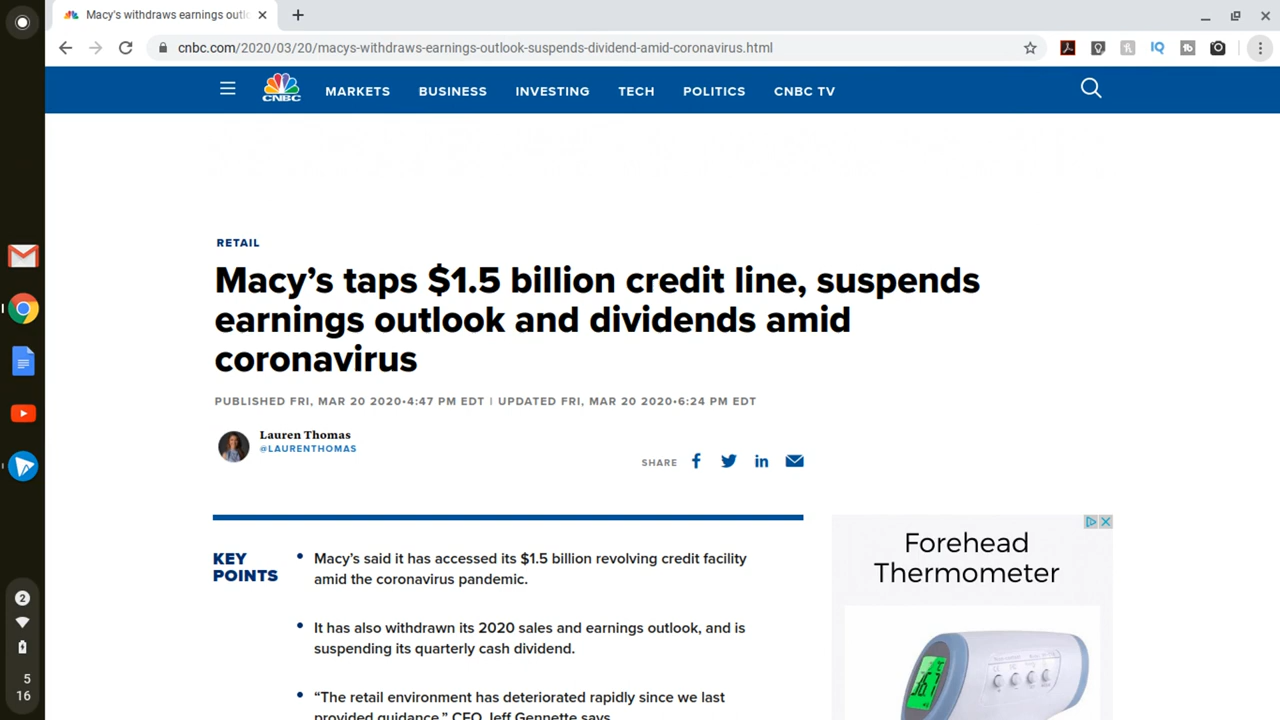 Macy's withdraws earnings outl
cnbc.com/2020/03/20/macys-withdraws-earnings-outlook-suspends-dividend-amid-coronavirus.html
IQ
CNBC
MARKETS BUSINESS INVESTING TECH POLITICS CNBC TV
RETAIL
Macy's taps $1.5 billion credit line, suspends
earnings outlook and dividends amid
coronavirus
PUBLISHED FRI, MAR 20 2020•4:47 PM EDT | UPDATED FRI, MAR 20 2020•6:24 PM EDT
Lauren Thomas
@LAURENTHOMAS
SHARE
KEY
POINTS
• Macy's said it has accessed its $1.5 billion revolving credit facility
amid the coronavirus pandemic.
• It has also withdrawn its 2020 sales and earnings outlook, and is
suspending its quarterly cash dividend.
• “The retail environment has deteriorated rapidly since we last
provided guidance,” CEO Jeff Gennette says.
Forehead
Thermometer
2
5
16